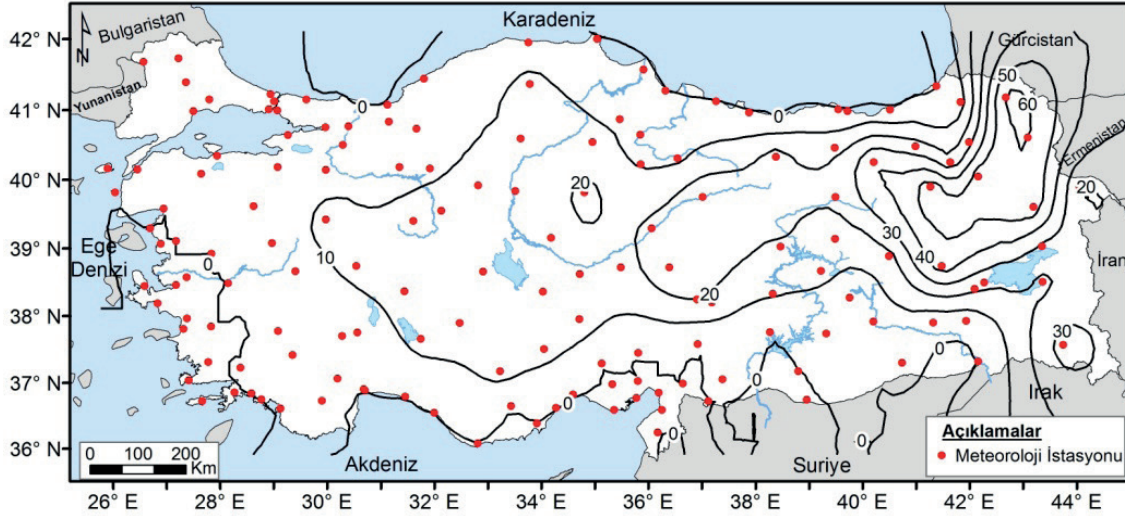 Karadeniz
Bulgaristan
Gürcistan
Yunanistan
Ermenistan
Ege
Denizi
İran
Irak
Suriye
Akdeniz
N
42° N
41° N
40° N
39° N
38° N
37° N
36° N
0
0
50
60
20
20
10
30
40
0
20
30
0
0
0
0
0
0 100 200
Km
Açıklamalar
Meteoroloji İstasyonu
26° E
28° E
30° E
32° E
34° E
36° E
38° E
40° E
42° E
44° E